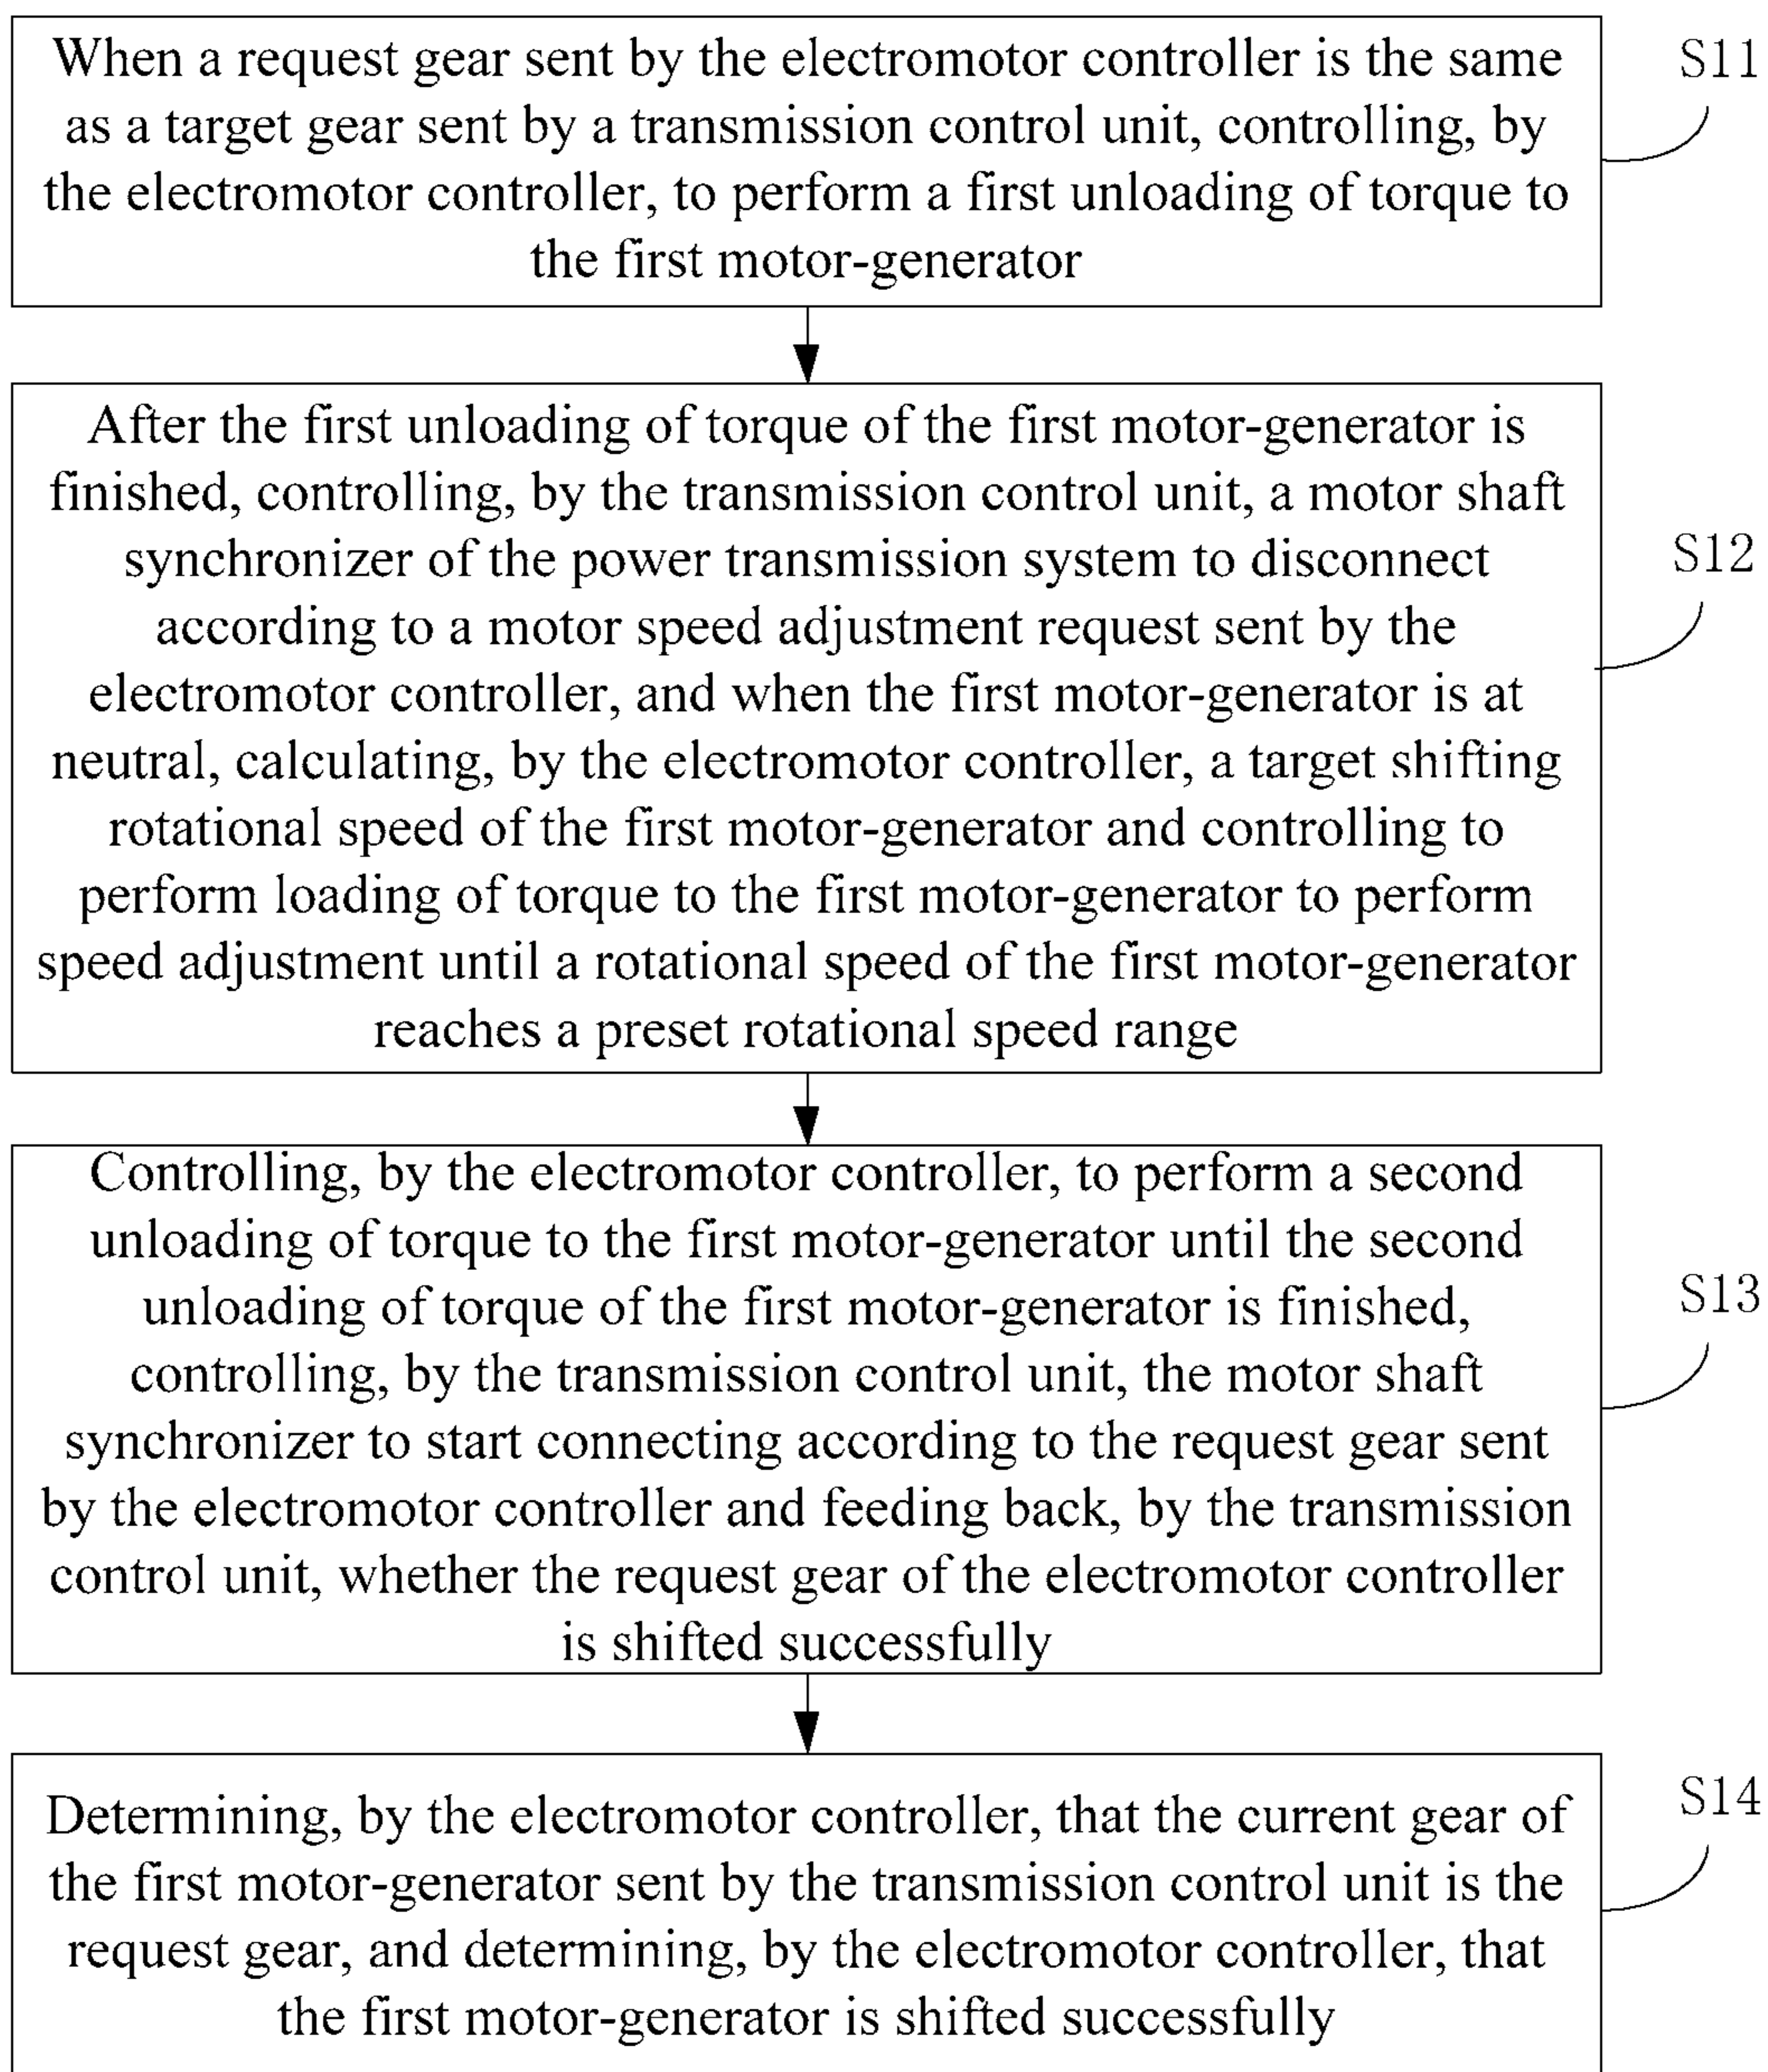 When a request gear sent by the electromotor controller is the same
as a target gear sent by a transmission control unit, controlling, by
the electromotor controller, to perform a first unloading of torque to
the first motor-generator
S11
After the first unloading of torque of the first motor-generator is
finished, controlling, by the transmission control unit, a motor shaft
synchronizer of the power transmission system to disconnect
according to a motor speed adjustment request sent by the
electromotor controller, and when the first motor-generator is at
neutral, calculating, by the electromotor controller, a target shifting
rotational speed of the first motor-generator and controlling to
perform loading of torque to the first motor-generator to perform
speed adjustment until a rotational speed of the first motor-generator
reaches a preset rotational speed range
S12
Controlling, by the electromotor controller, to perform a second
unloading of torque to the first motor-generator until the second
unloading of torque of the first motor-generator is finished,
controlling, by the transmission control unit, the motor shaft
synchronizer to start connecting according to the request gear sent
by the electromotor controller and feeding back, by the transmission
control unit, whether the request gear of the electromotor controller
is shifted successfully
S13
Determining, by the electromotor controller, that the current gear of
the first motor-generator sent by the transmission control unit is the
request gear, and determining, by the electromotor controller, that
the first motor-generator is shifted successfully
S14